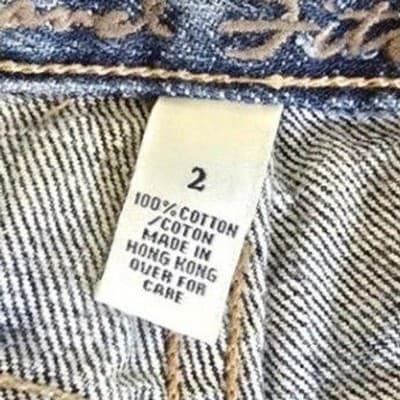 2
100% COTTON
/COTON
MADE IN
HONG KONG
OVER FOR
CARE